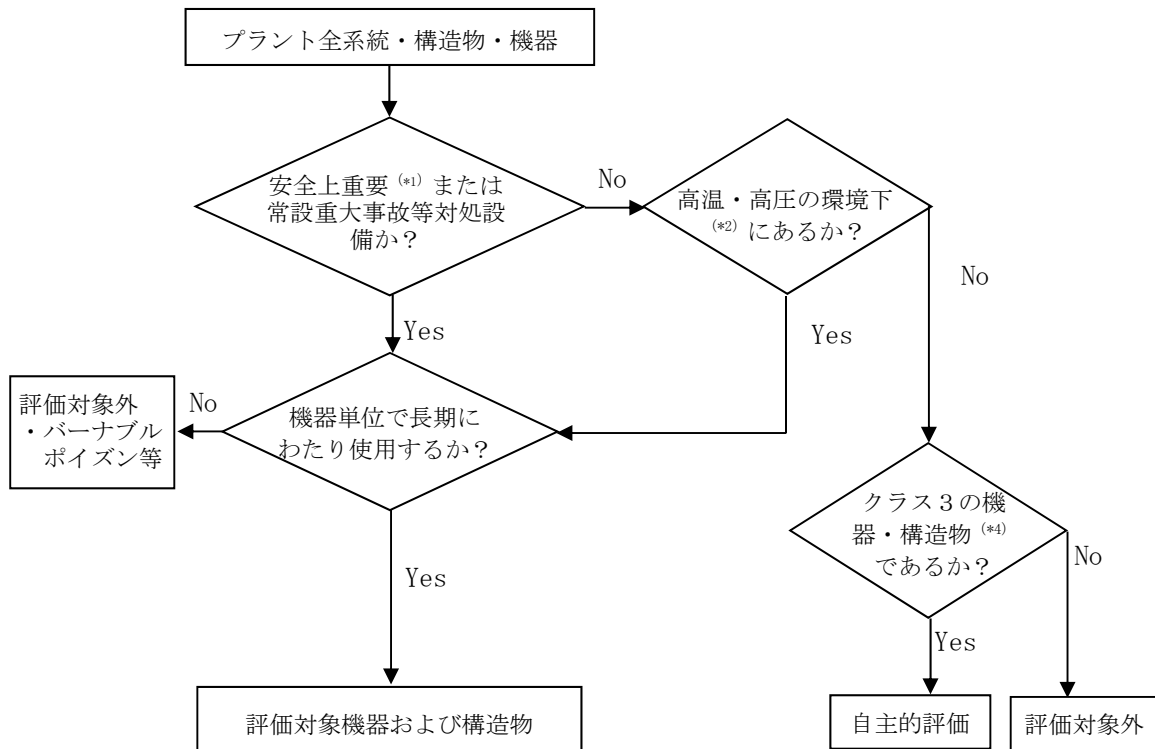 プラント全系統・構造物・機器
安全上重要(*1)または
常設重大事故等対処設
備か？
No
高温・高圧の環境下
(*2)にあるか？
No
Yes
Yes
評価対象外
・バーナブル
ポイズン等
No
機器単位で長期に
わたり使用するか？
クラス３の機
器・構造物(*4)
であるか？
No
Yes
Yes
評価対象機器および構造物
自主的評価
評価対象外